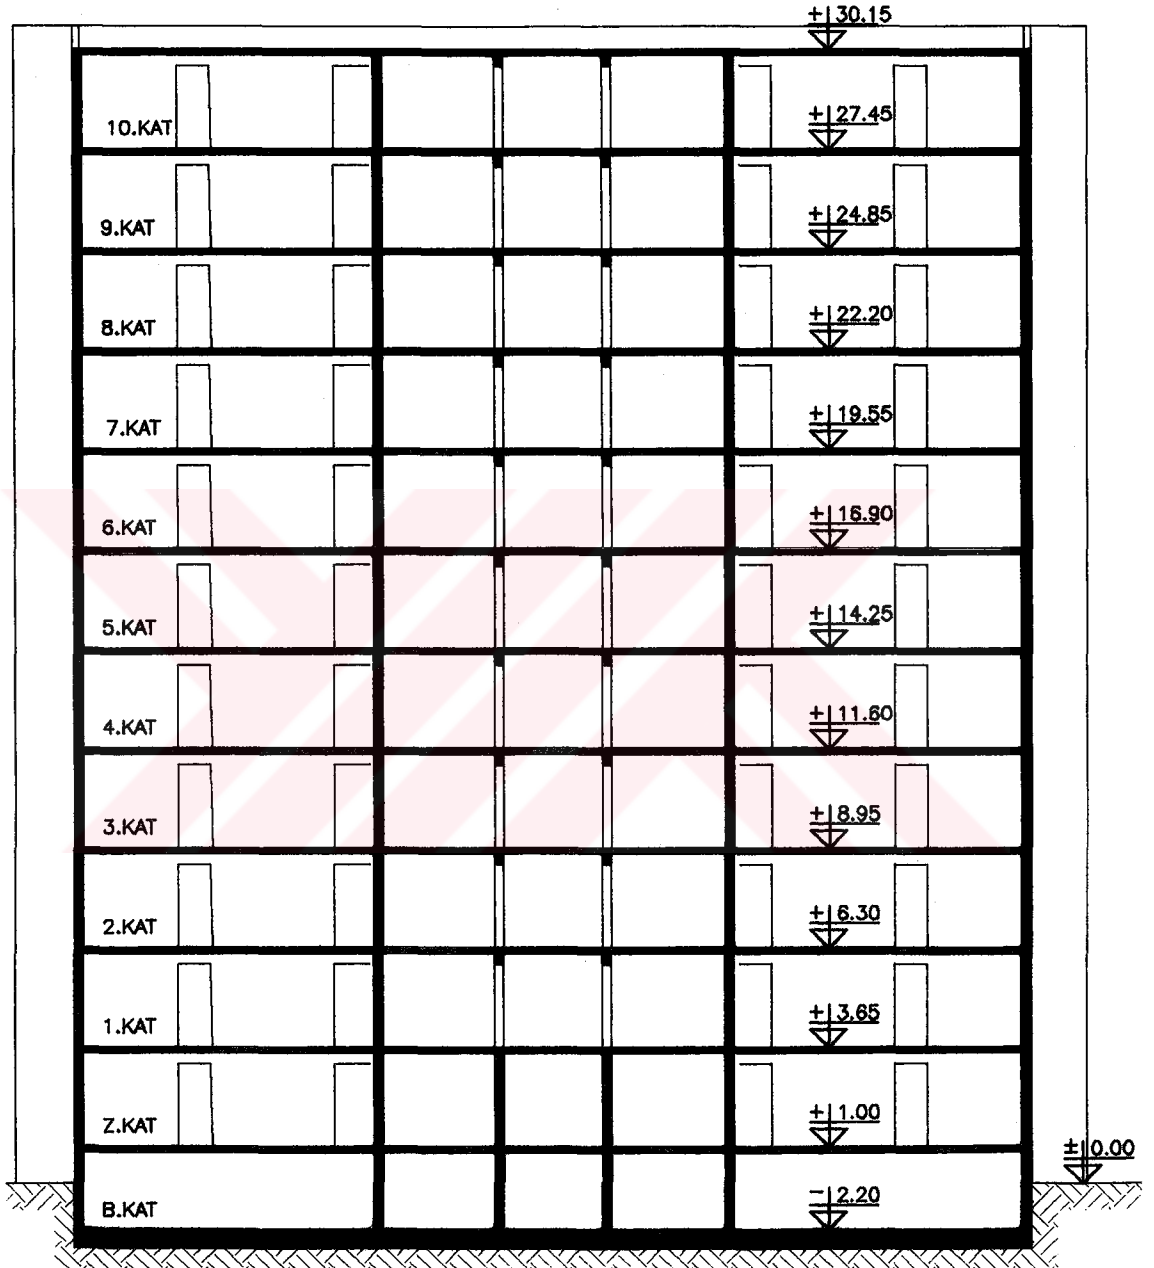 +30.15
10.KAT
+27.45
9.KAT
+24.85
8.KAT
+22.20
7.KAT
+19.55
6.KAT
+16.90
5.KAT
+14.25
4.KAT
+11.60
3.KAT
+8.95
2.KAT
+6.30
1.KAT
+3.65
Z.KAT
+1.00
±0.00
B.KAT
-2.20